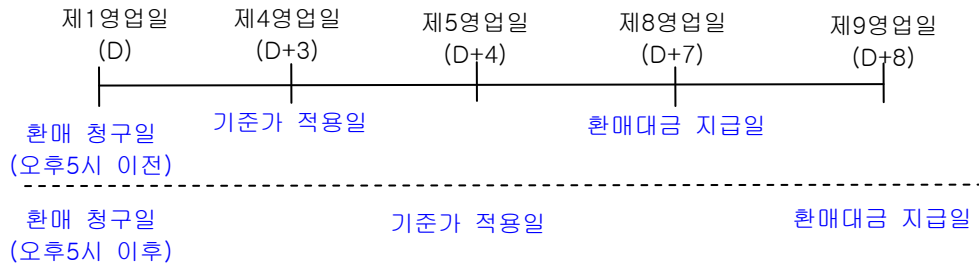 제1영업일 제4영업일 제5영업일 제8영업일 제9영업일
(D) (D+3) (D+4) (D+7) (D+8)
환매 청구일 기준가 적용일 환매대금 지급일
(오후5시 이전)
환매 청구일 기준가 적용일 환매대금 지급일
(오후5시 이후)